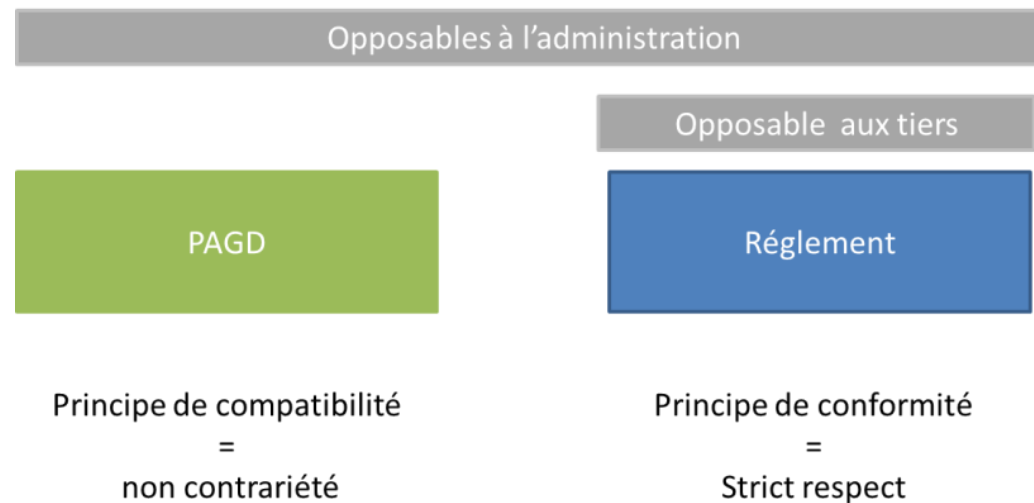 Opposables à l'administration
Opposable aux tiers
PAGD
Réglement
Principe de compatibilité
=
non contrariété
Principe de conformité
=
Strict respect